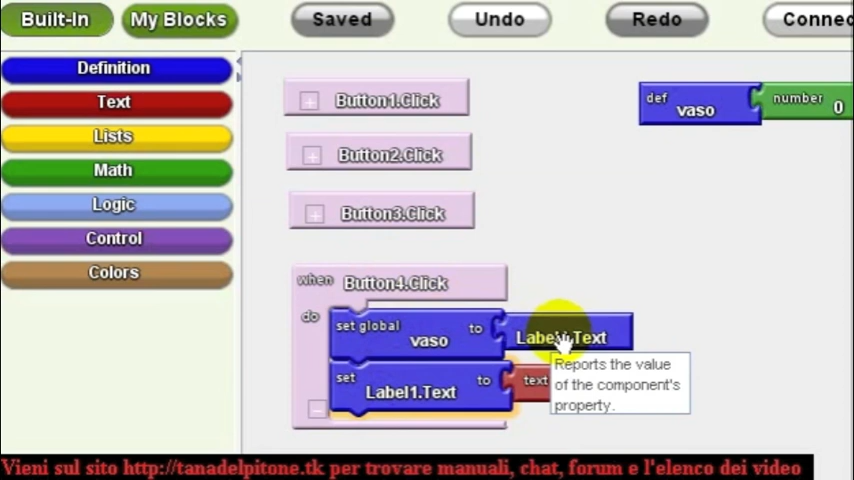 Built-In
My Blocks
Saved
Undo
Redo
Connec
Definition
Text
Lists
Math
Logic
Control
Colors
Button1.Click
Button2.Click
Button3.Click
def
vaso
number
0
when
Button4.Click
do
set global
vaso
to
Text
set
Label1.Text
to
text
Reports the value
of the component's
property.
Vieni sul sito http://tanadelpitone.tk per trovare manuali, chat, forum e l'elenco dei video